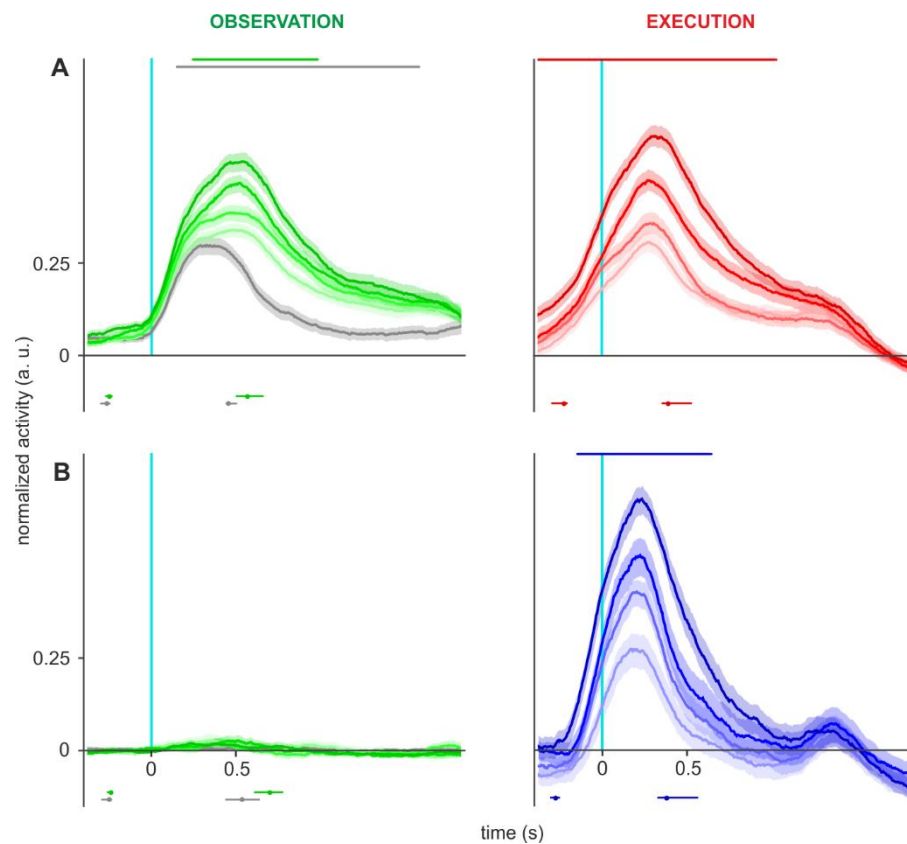 OBSERVATION
EXECUTION
A
0.25
0
B
0.25
0
0
0.5
0
0.5
normalized activity (a. u.)
time (s)